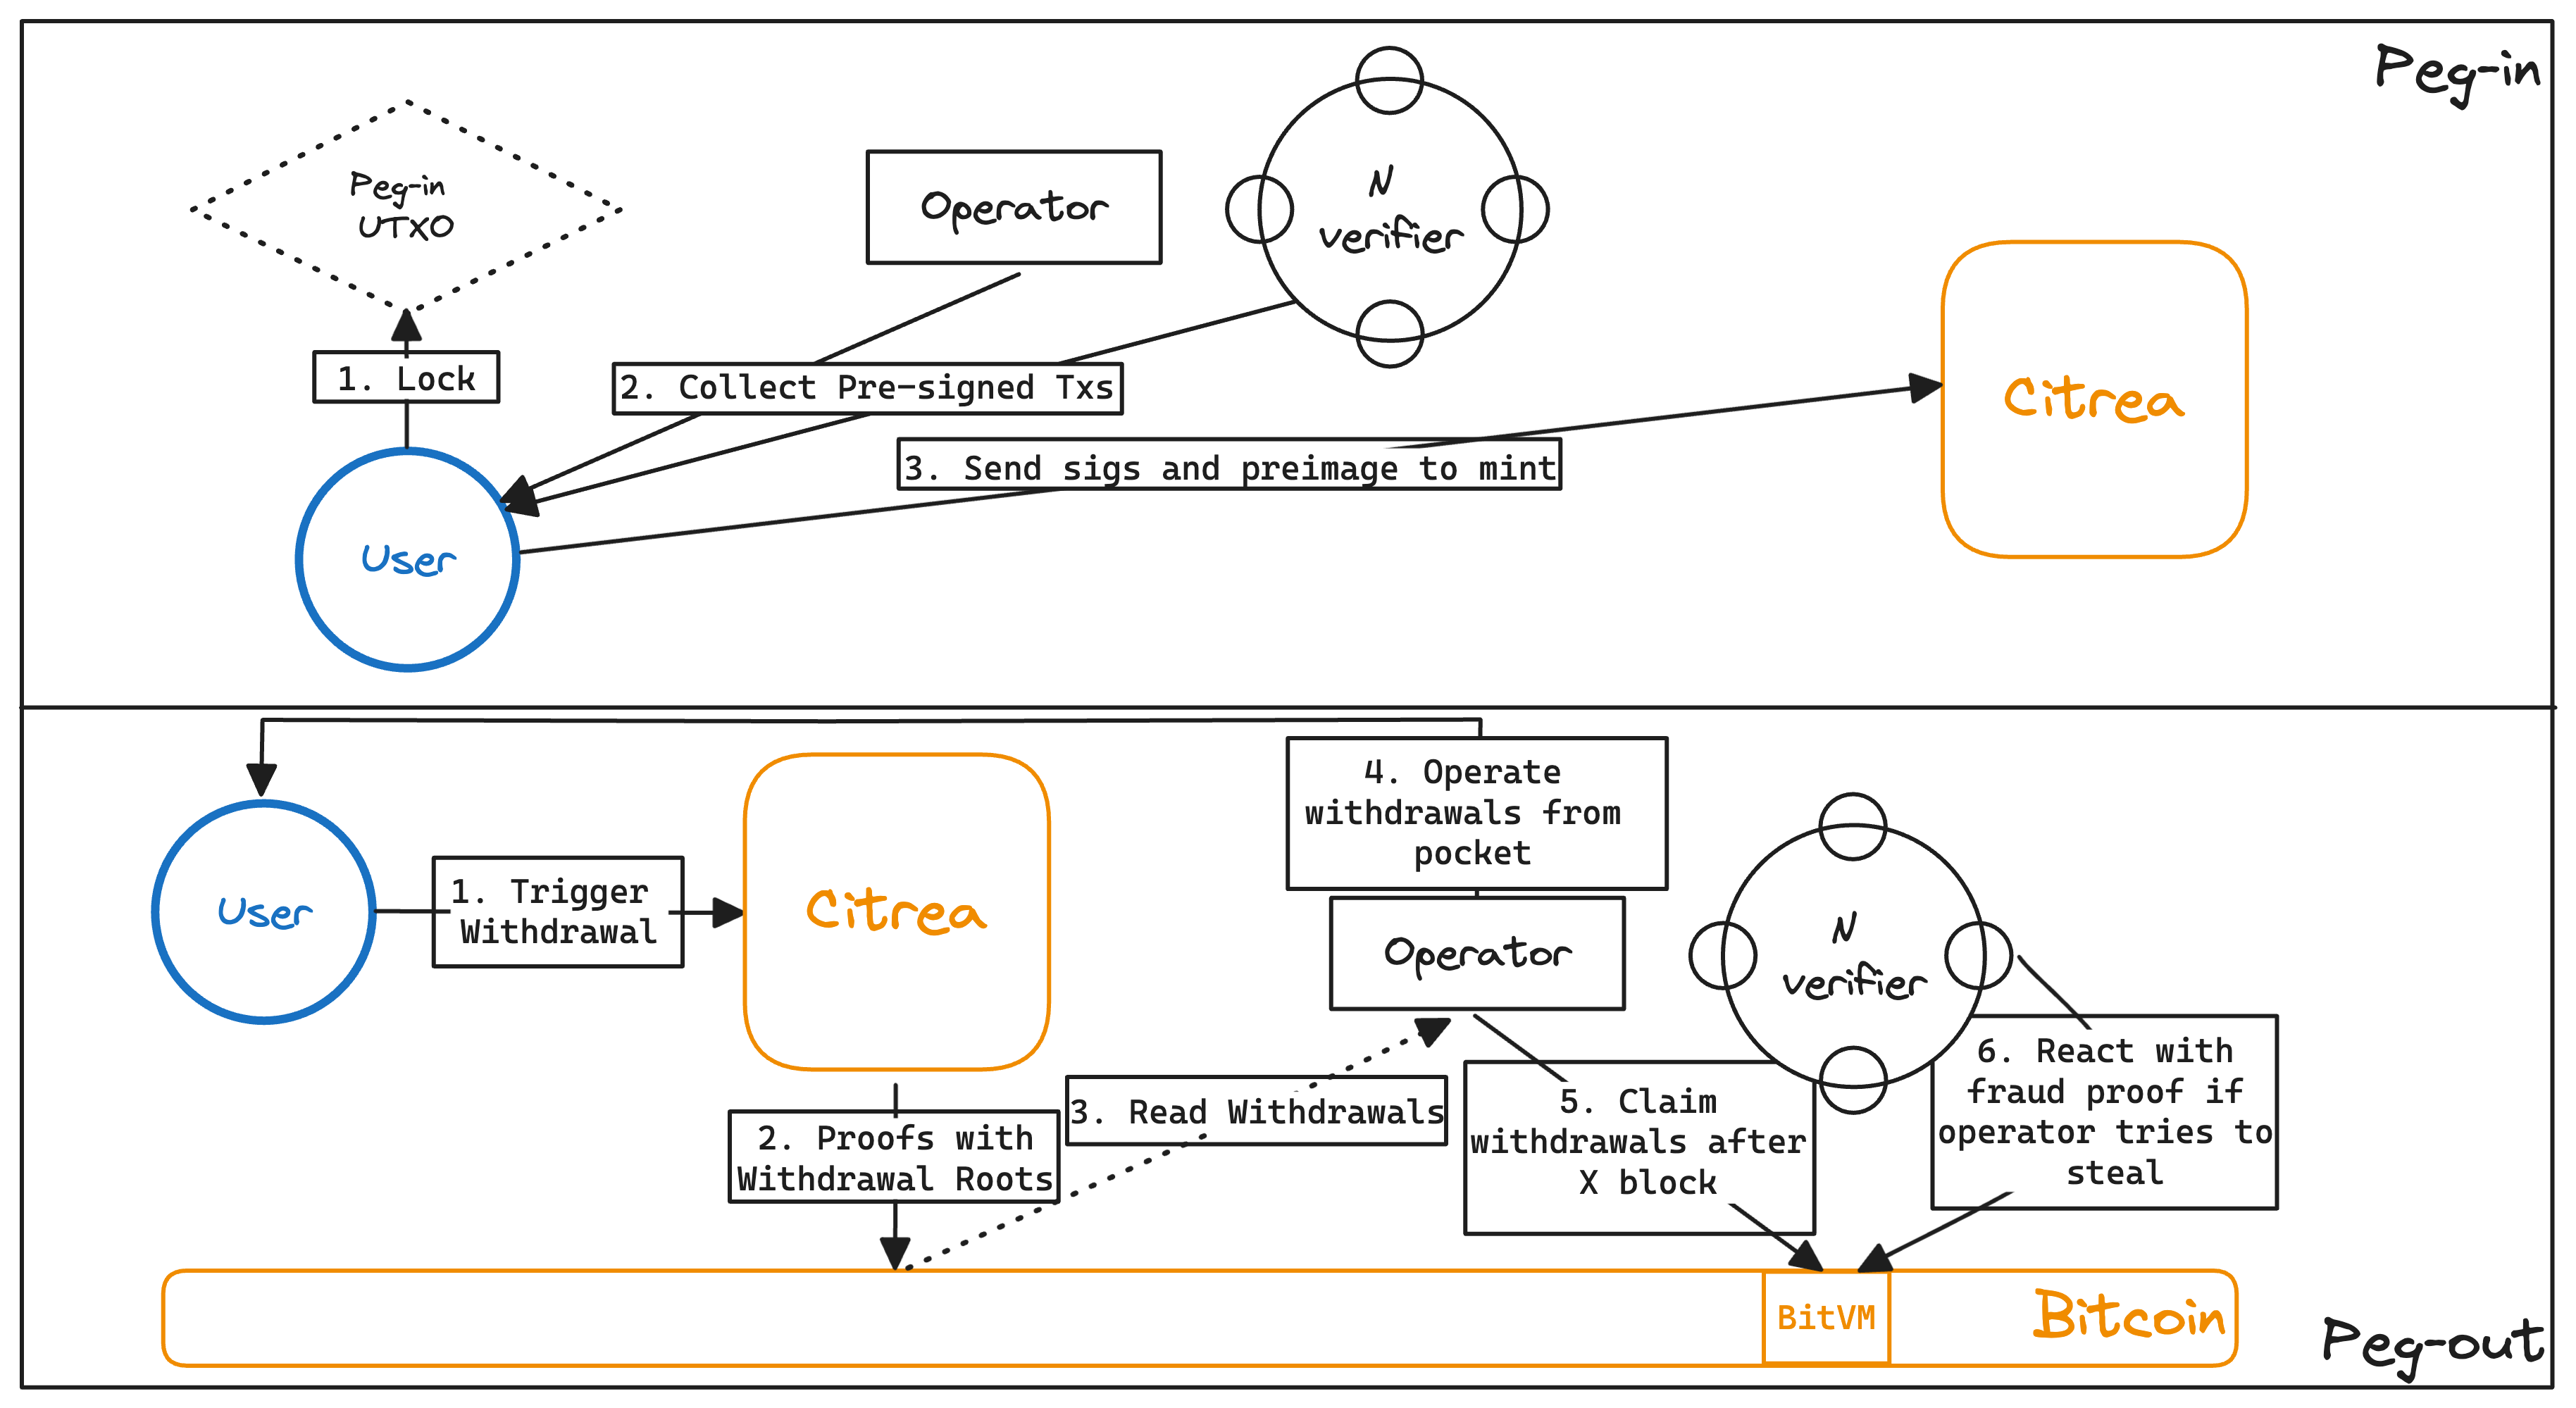 Peg-in
Peg-in
UTXO
Operator
N
verifier
1. Lock
2. Collect Pre-signed Txs
Citrea
3. Send sigs and preimage to mint
User
4. Operate
withdrawals from
pocket
User
1. Trigger
Withdrawal
Citrea
Operator
N
verifier
2. Proofs with
Withdrawal Roots
3. Read Withdrawals
5. Claim
withdrawals after
X block
6. React with
fraud proof if
operator tries to
steal
BitVM
Bitcoin
Peg-out